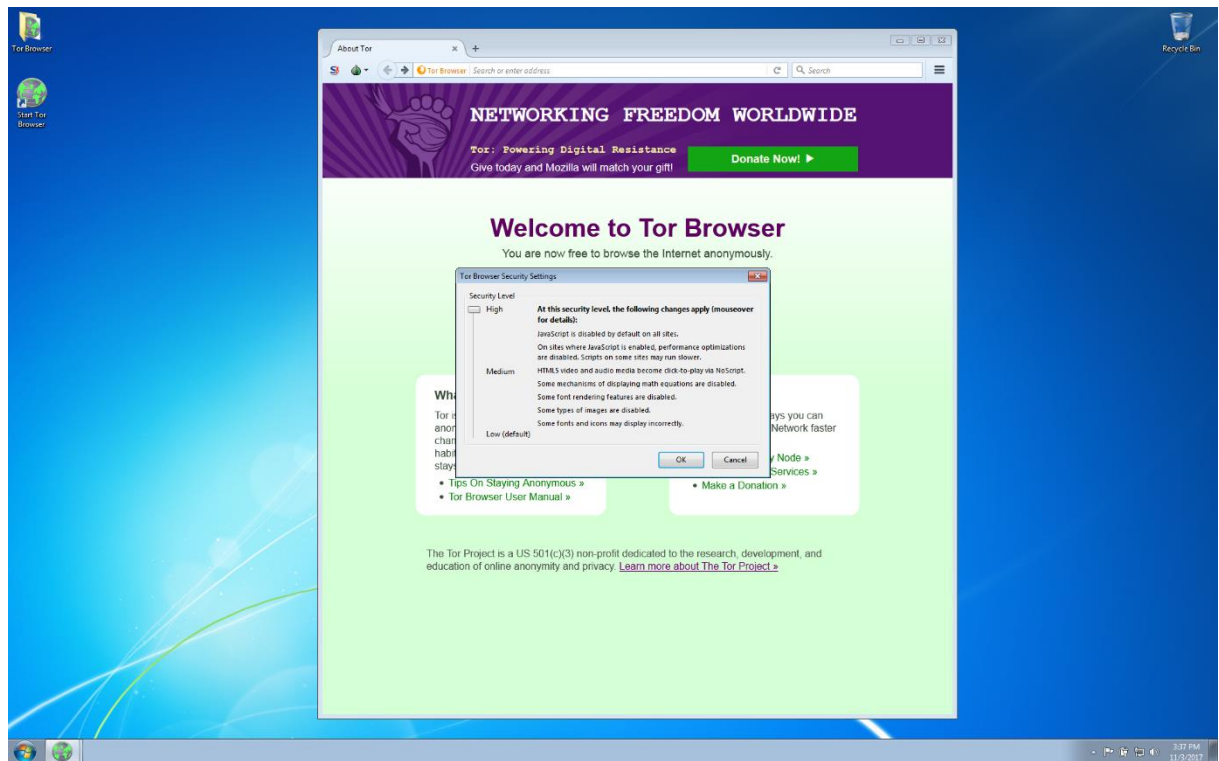 Tor Browser
Start Tor
Browser
Recycle Bin
About Tor
Tor Browser
Search or enter address
Search
NETWORKING FREEDOM WORLDWIDE
Tor: Powering Digital Resistance
Give today and Mozilla will match your gift!
Donate Now!
Welcome to Tor Browser
You are now free to browse the Internet anonymously.
Tor Browser Security Settings
Security Level
High
At this security level, the following changes apply (mouseover
for details):
JavaScript is disabled by default on all sites.
On sites where JavaScript is enabled, performance optimizations
are disabled. Scripts on some sites may run slower.
Medium
HTML5 video and audio media become click-to-play via NoScript.
Some mechanisms of displaying math equations are disabled.
Some font rendering features are disabled.
Some types of images are disabled.
Some fonts and icons may display incorrectly.
Low (default)
OK
Cancel
Tor
ays you can
Network faster
habi
stays
Node »
Services »
• Tips On Staying Anonymous »
• Tor Browser User Manual »
• Make a Donation »
The Tor Project is a US 501(c)(3) non-profit dedicated to the research, development, and
education of online anonymity and privacy. Learn more about The Tor Project »
3:37 PM
11/3/2017